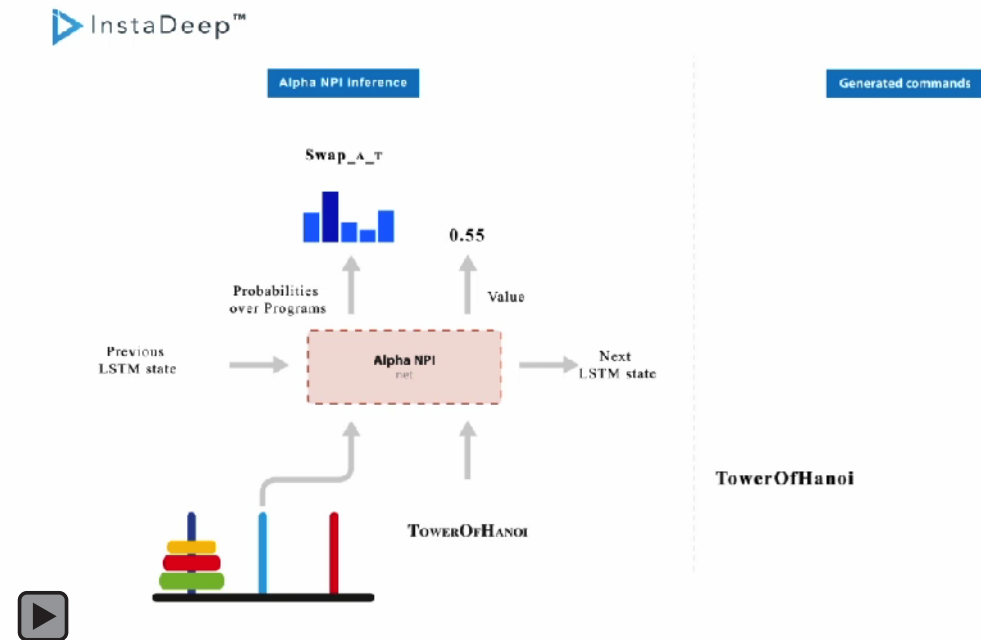 InstaDeep™
Alpha NPI Inference
Generated commands
Swap_A_T
0.55
Probabilities
over Programs
Value
Previous
LSTM state
Alpha NPI
net
Next
LSTM state
TowerOfHanoi
TOWEROFHANOI